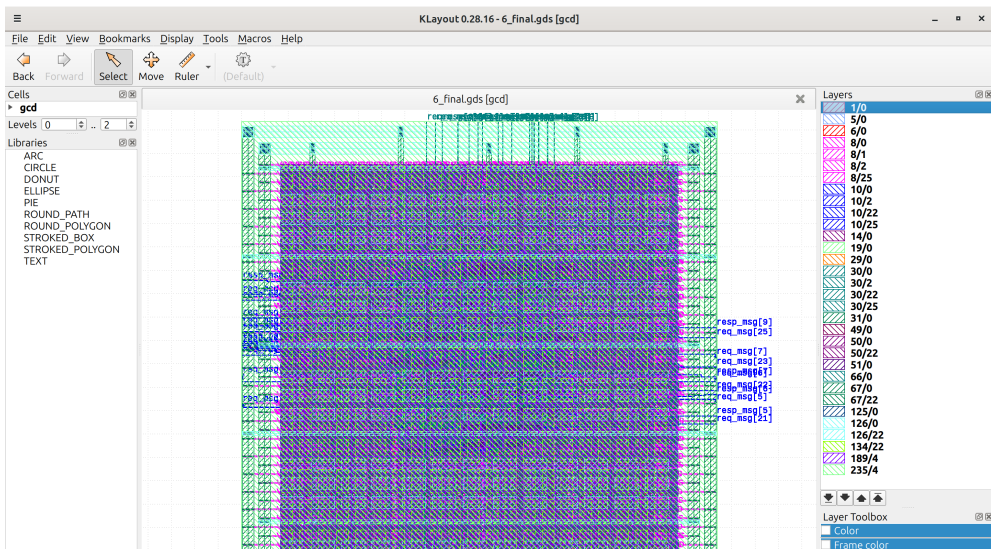 KLayout 0.28.16 - 6_final.gds [gcd]
File Edit View Bookmarks Display Tools Macros Help
Back Forward Select Move Ruler (Default)
Cells
gcd
Levels 0 .. 2
Libraries
ARC
CIRCLE
DONUT
ELLIPSE
PIE
ROUND_PATH
ROUND_POLYGON
STROKED_BOX
STROKED_POLYGON
TEXT
6_final.gds [gcd]
resp_msg[9]
req_msg[25]
req_msg[7]
req_msg[23]
req_msg[5]
resp_msg[5]
req_msg[21]
Layers
1/0
5/0
6/0
8/0
8/1
8/2
8/25
10/0
10/2
10/22
10/25
14/0
19/0
29/0
30/0
30/2
30/22
30/25
31/0
49/0
50/0
50/22
51/0
66/0
67/0
67/22
125/0
126/0
126/22
134/22
189/4
235/4
Layer Toolbox
Color
Frame color